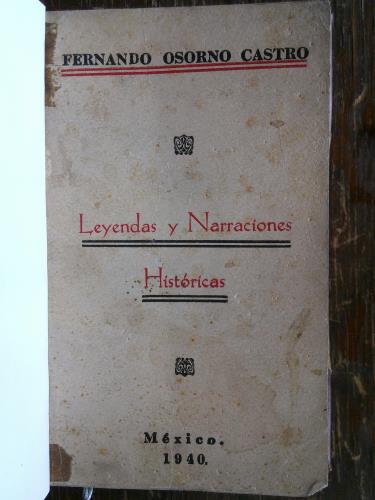 FERNANDO OSORNO CASTRO
Leyendas y Narraciones
Históricas
México.
1940.